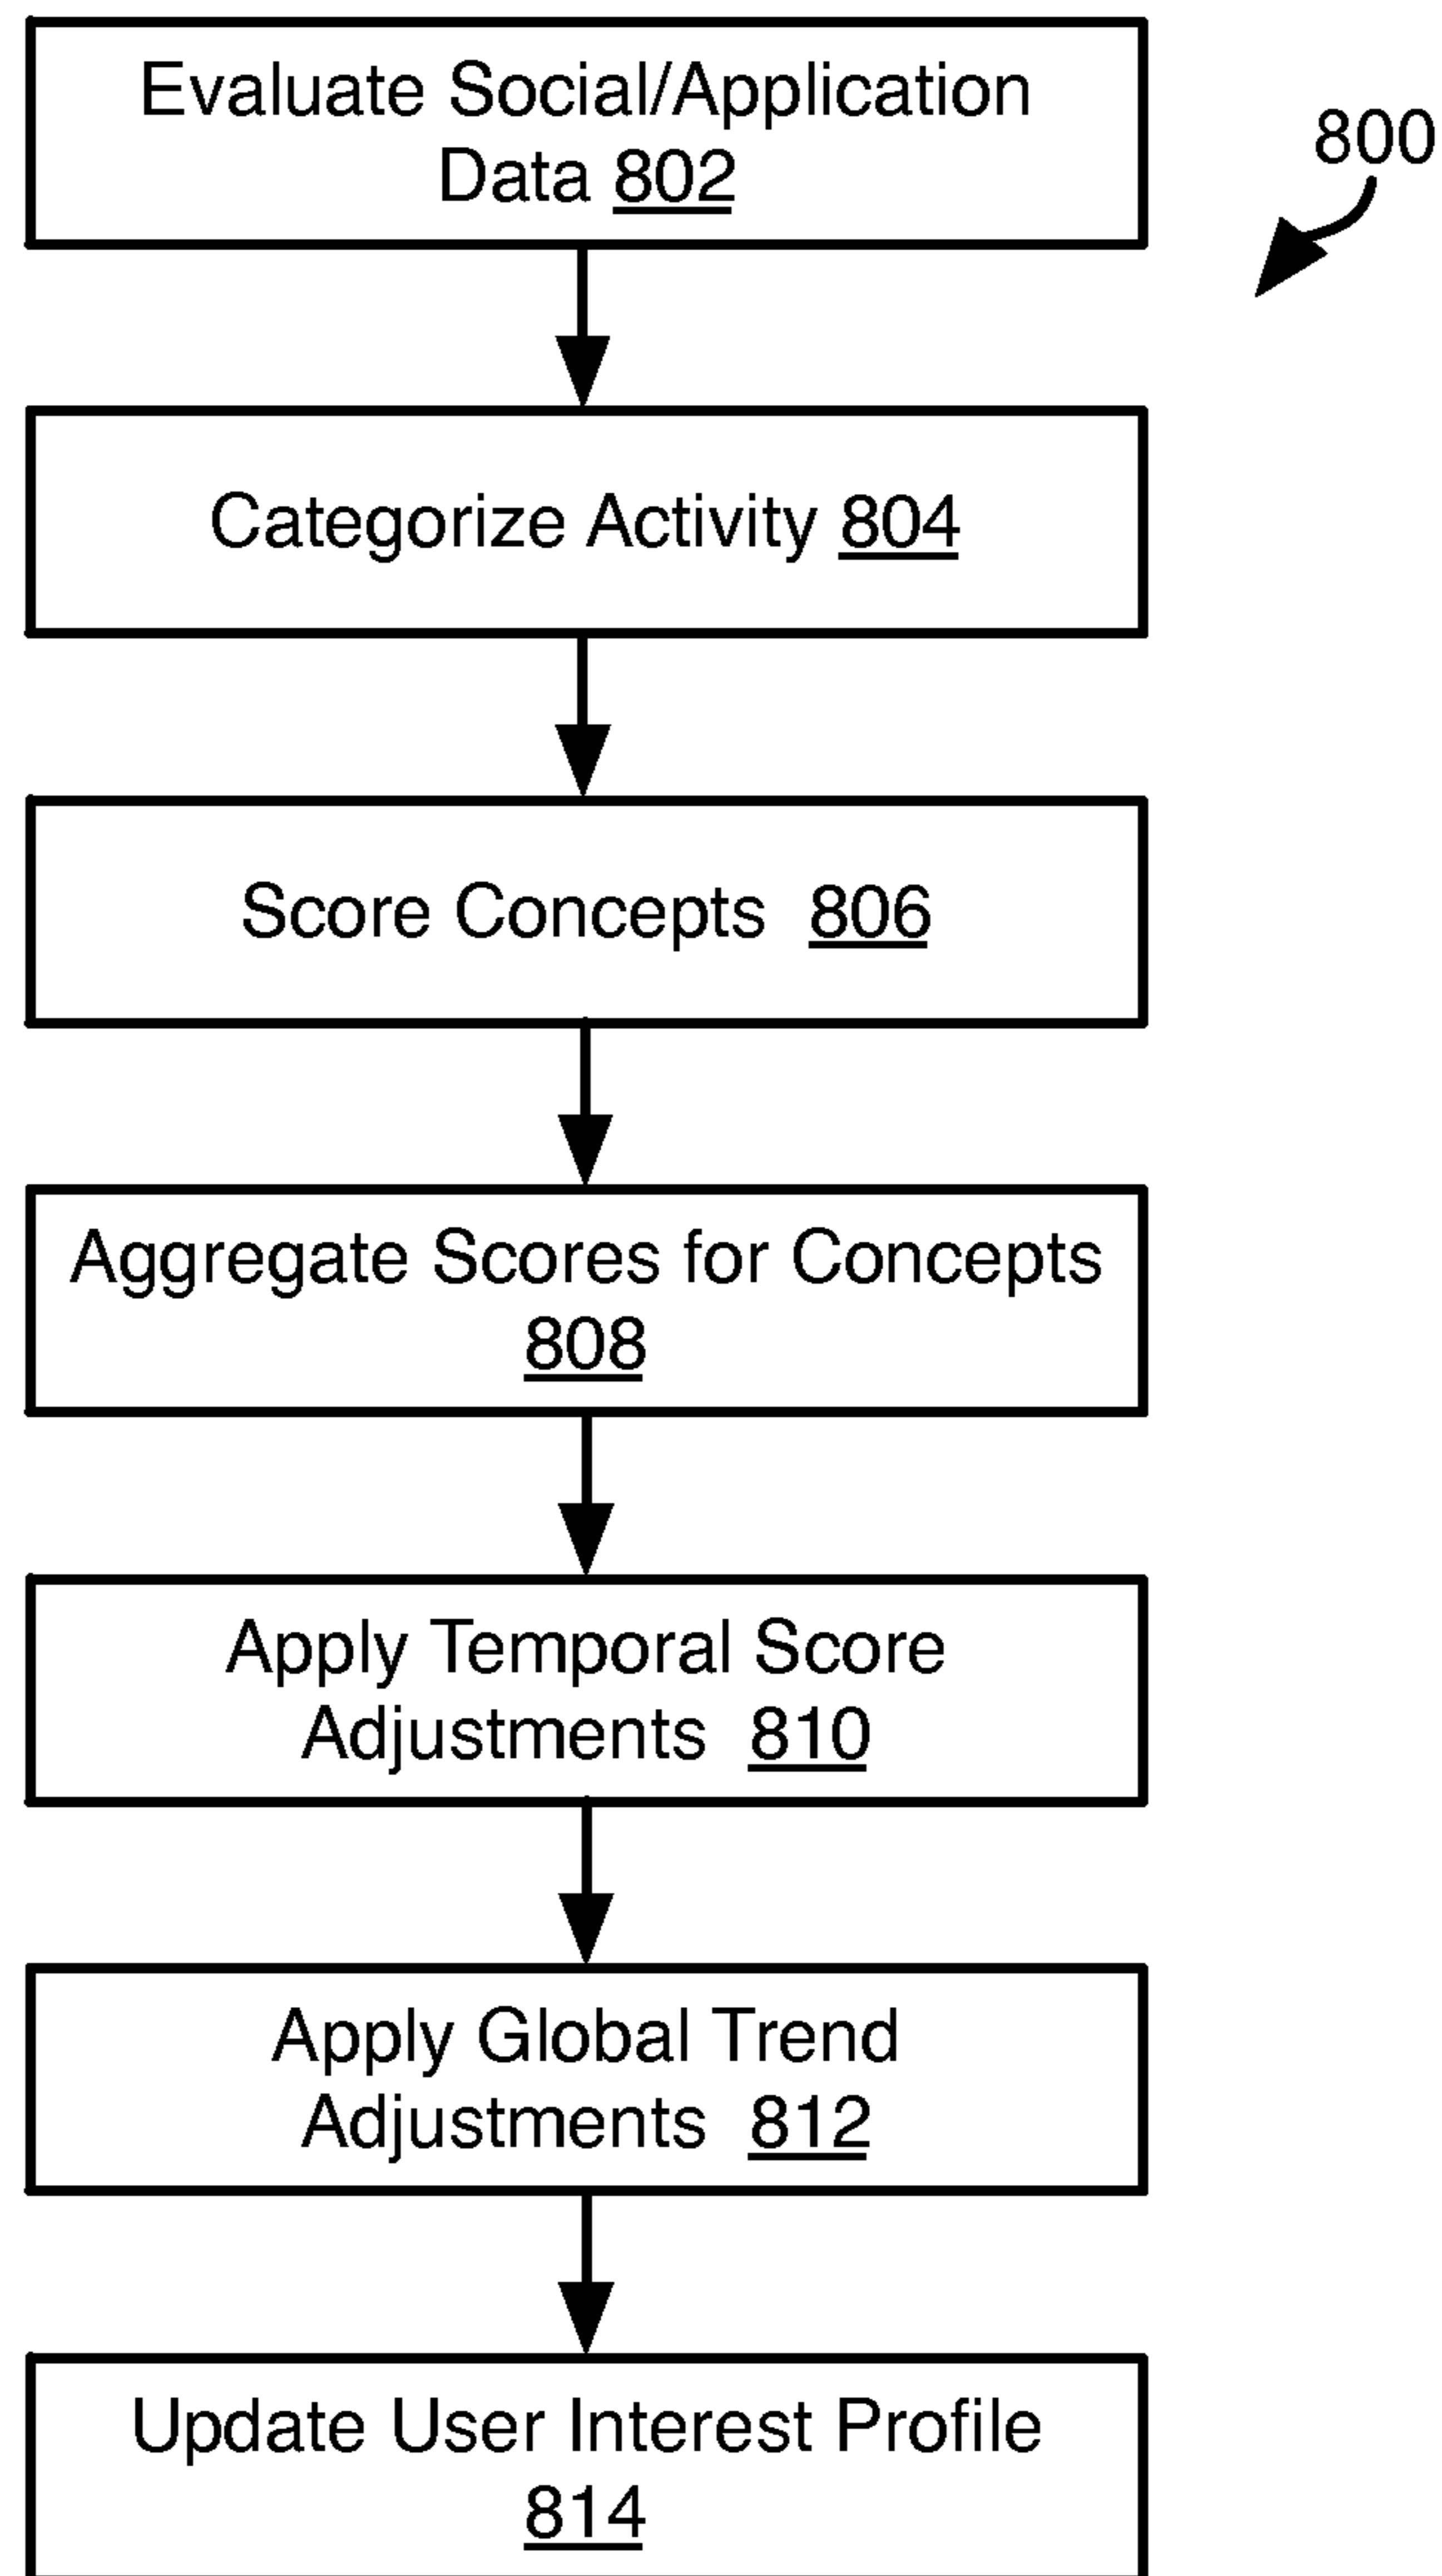 Evaluate Social/Application
Data 802
800
Categorize Activity 804
Score Concepts 806
Aggregate Scores for Concepts
808
Apply Temporal Score
Adjustments 810
Apply Global Trend
Adjustments 812
Update User Interest Profile
814